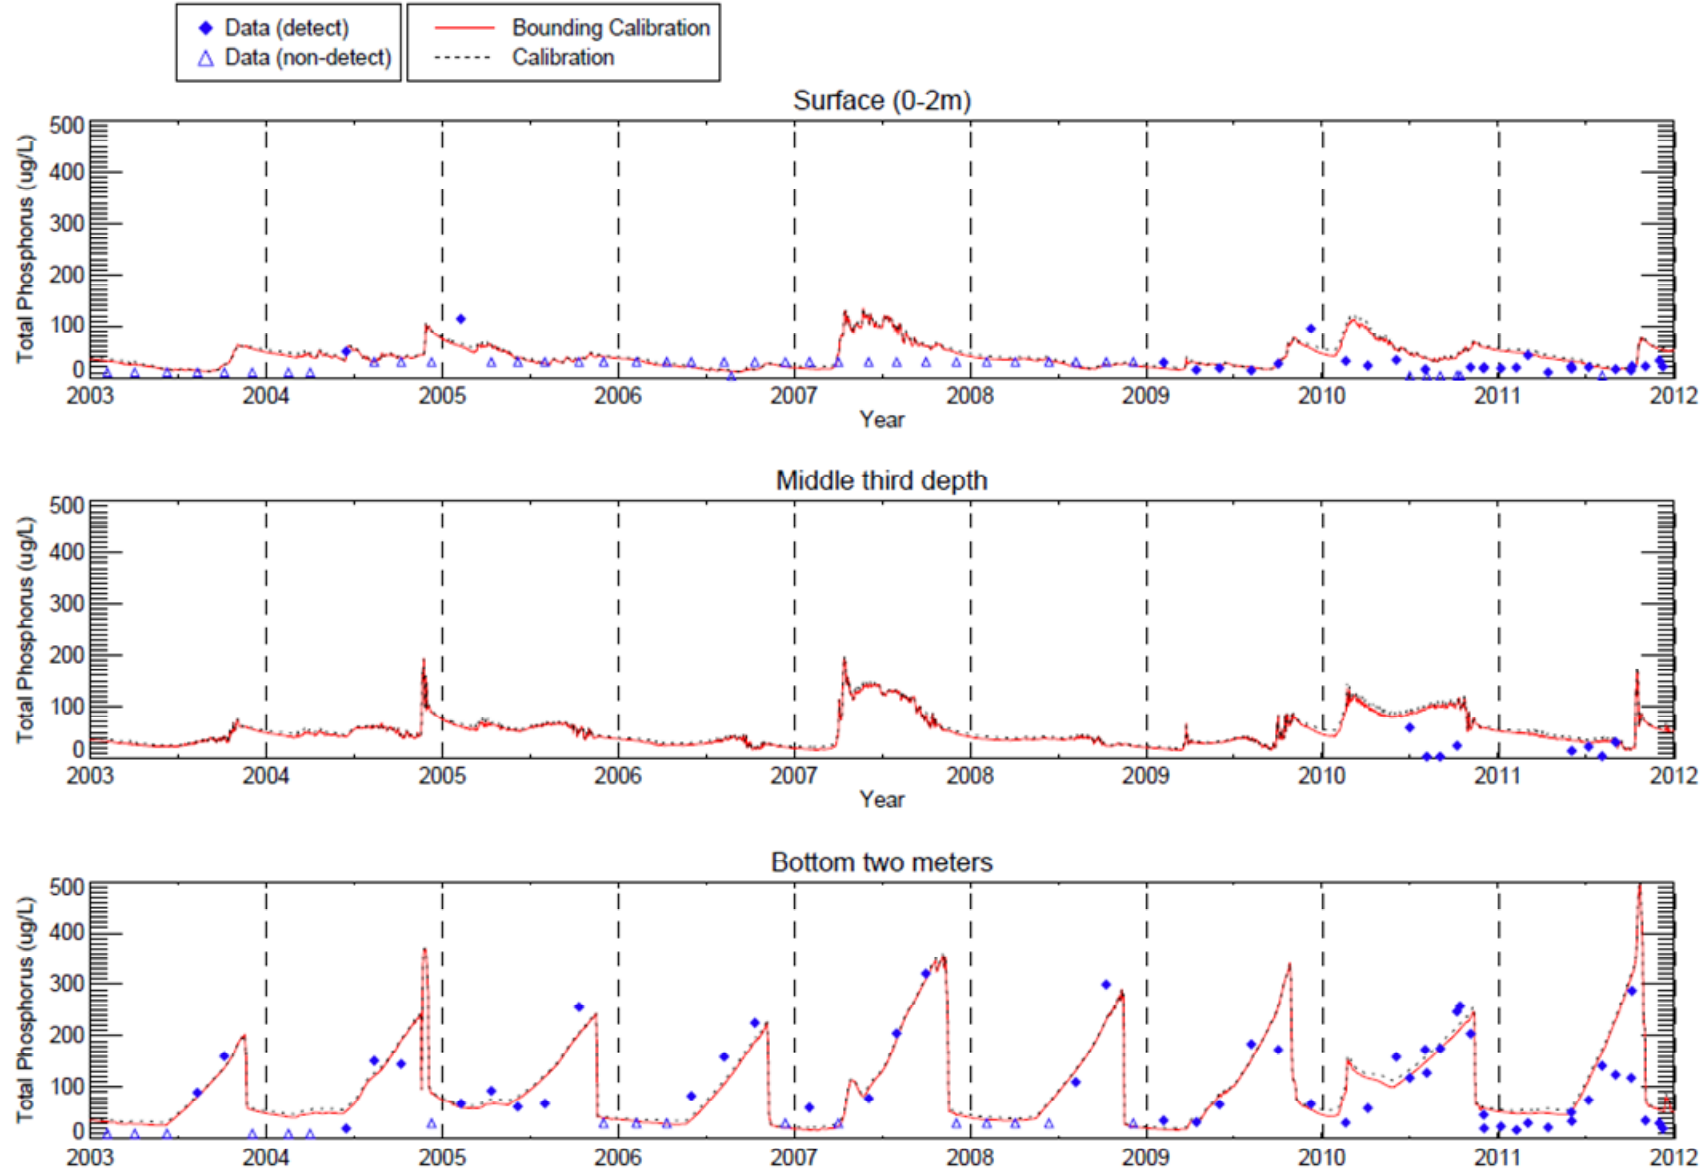 Data (detect)
Data (non-detect)
Bounding Calibration
Calibration
Surface (0-2m)
Total Phosphorus (ug/L)
500
400
300
200
100
0
2003 2004 2005 2006 2007 2008 2009 2010 2011 2012
Year
Middle third depth
Total Phosphorus (ug/L)
500
400
300
200
100
0
2003 2004 2005 2006 2007 2008 2009 2010 2011 2012
Year
Bottom two meters
Total Phosphorus (ug/L)
500
400
300
200
100
0
2003 2004 2005 2006 2007 2008 2009 2010 2011 2012